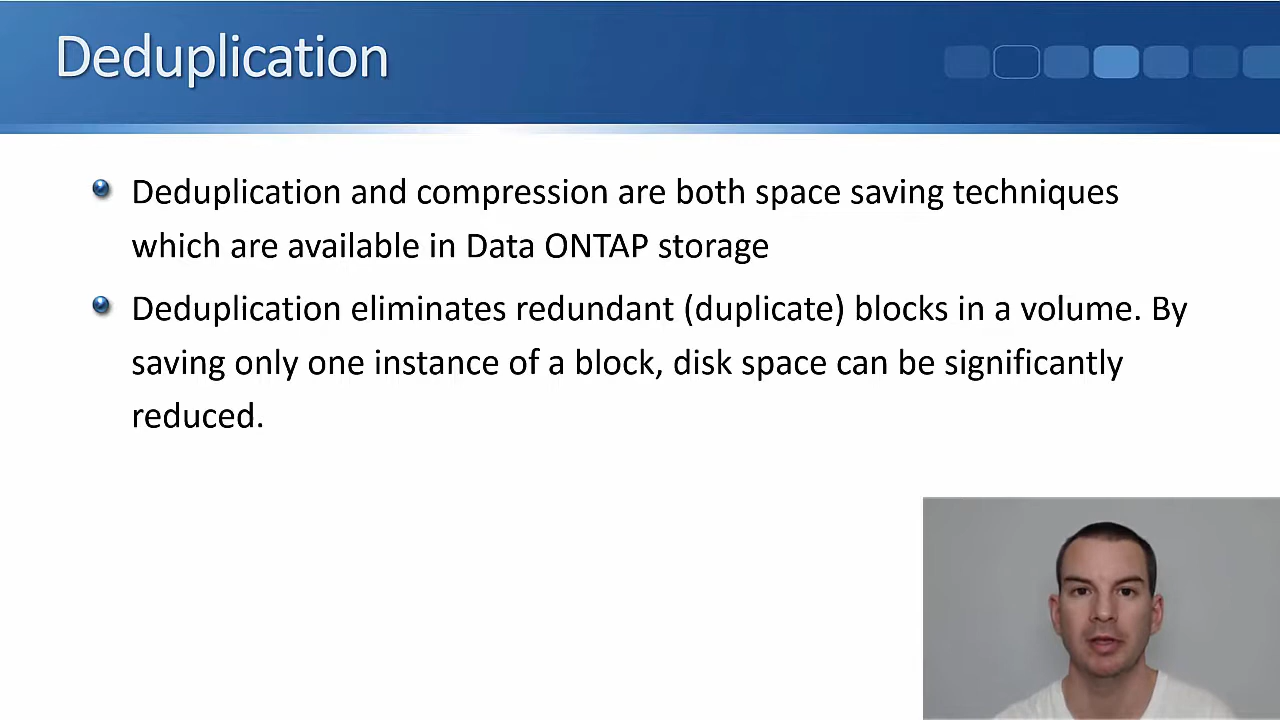 Deduplication
Deduplication and compression are both space saving techniques
which are available in Data ONTAP storage
Deduplication eliminates redundant (duplicate) blocks in a volume. By
saving only one instance of a block, disk space can be significantly
reduced.